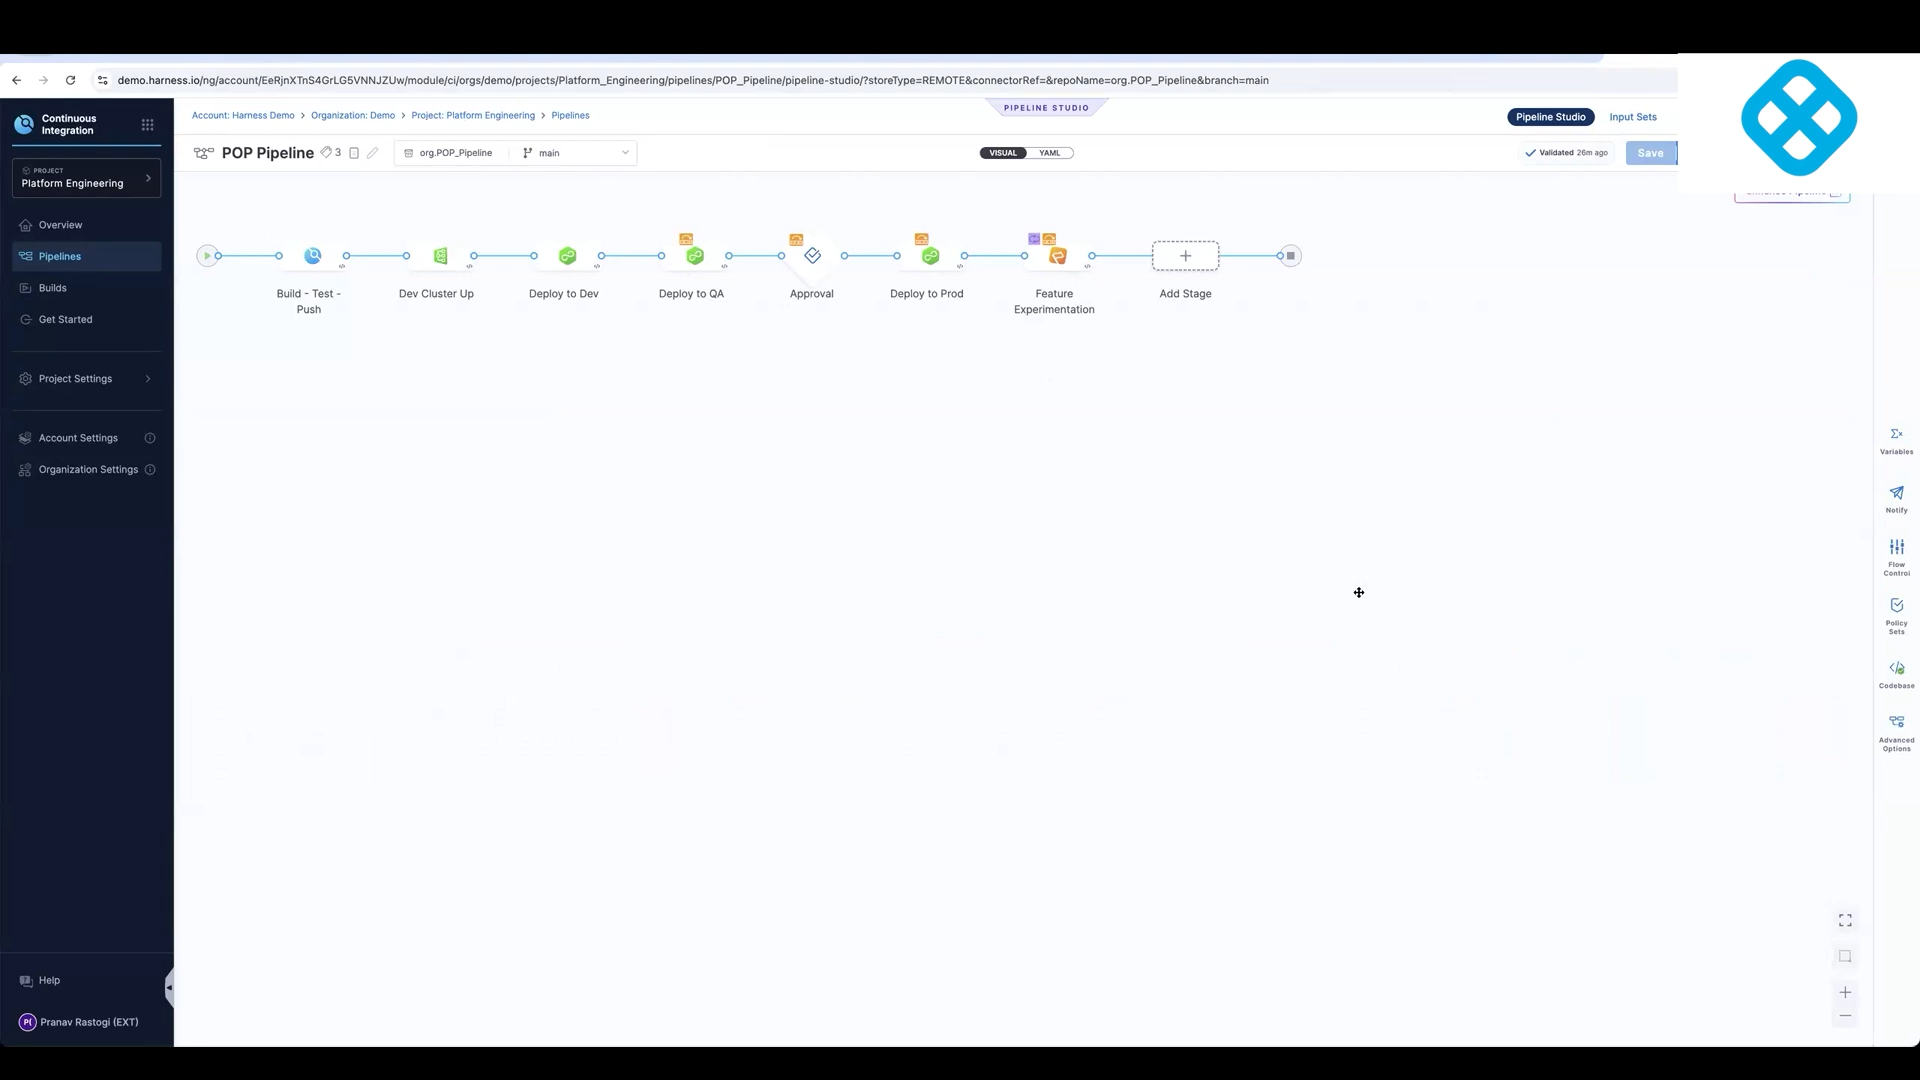 demo.harness.io/ng/account/EeRjnXTnS4GrLG5VNNJZUw/module/ci/orgs/demo/projects/Platform_Engineering/pipelines/POP_Pipeline/pipeline-studio/?storeType=REMOTE&connectorRef=&repoName=org.POP_Pipeline&branch=main
Continuous
Integration
PROJECT
Platform Engineering
Overview
Pipelines
Builds
Get Started
Project Settings
Account Settings
Organization Settings
Help
P( Pranav Rastogi (EXT)
Account: Harness Demo > Organization: Demo > Project: Platform Engineering > Pipelines
PIPELINE STUDIO
Pipeline Studio Input Sets
POP Pipeline 3 org.POP_Pipeline main
VISUAL YAML
Validated 26m ago Save
Build - Test -
Push
Dev Cluster Up
Deploy to Dev
Deploy to QA
Approval
Deploy to Prod
Feature
Experimentation
Add Stage
Variables
Notify
Flow
Control
Policy
Sets
Codebase
Advanced
Options